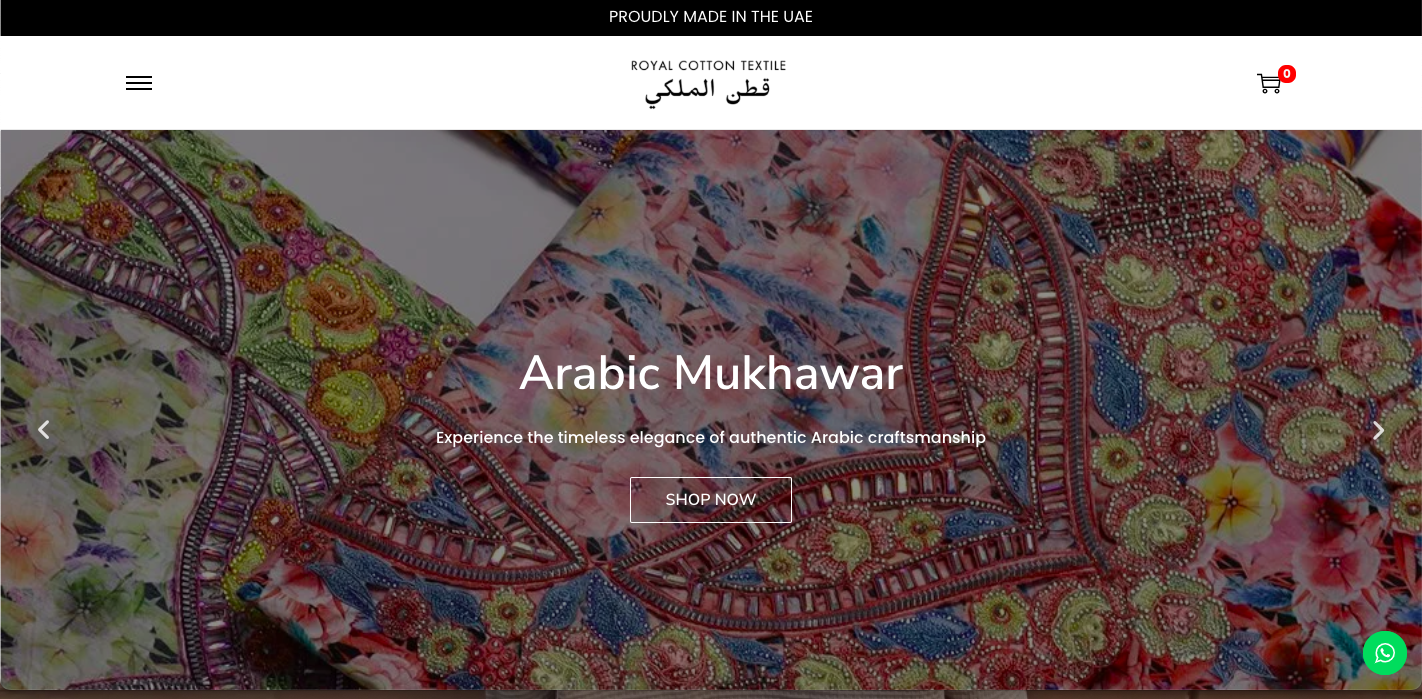 PROUDLY MADE IN THE UAE
ROYAL COTTON TEXTILE
قطن الملكي
0
Arabic Mukhawar
Experience the timeless elegance of authentic Arabic craftsmanship
SHOP NOW